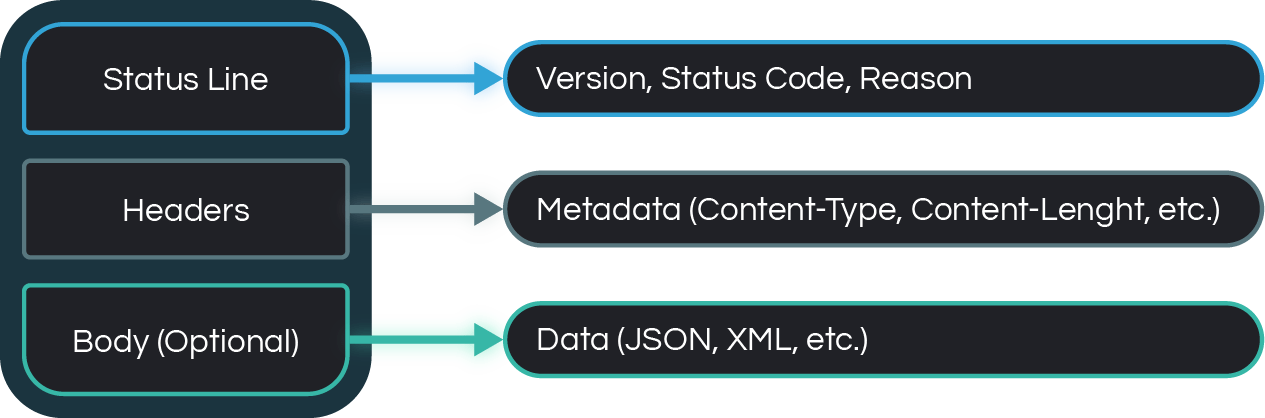 Status Line
Version, Status Code, Reason
Headers
Metadata (Content-Type, Content-Lenght, etc.)
Body (Optional)
Data (JSON, XML, etc.)